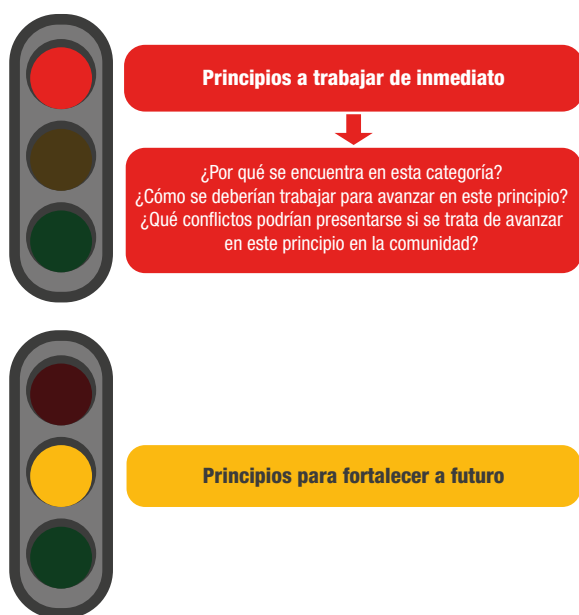 Principios a trabajar de inmediato
¿Por qué se encuentra en esta categoría?
¿Cómo se deberían trabajar para avanzar en este principio?
¿Qué conflictos podrían presentarse si se trata de avanzar
en este principio en la comunidad?
Principios para fortalecer a futuro